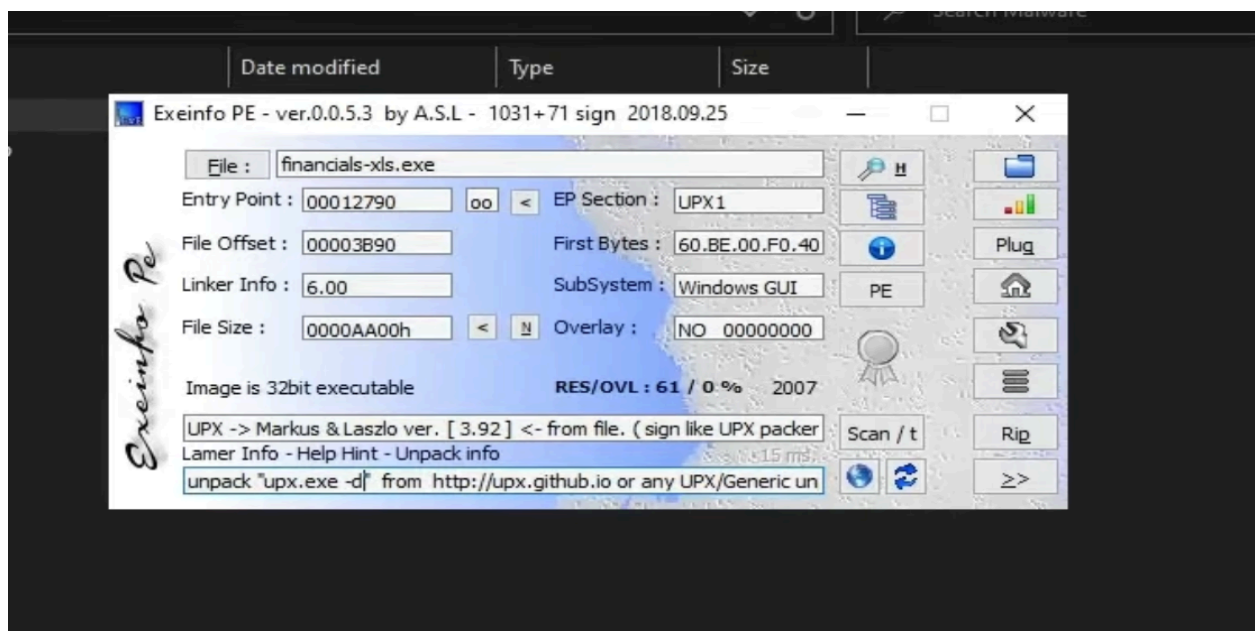 Search Malware
Date modified Type Size
Exeinfo PE - ver.0.0.5.3 by A.S.L - 1031+71 sign 2018.09.25
File : financials-xls.exe H
Entry Point : 00012790 oo < EP Section : UPX1
File Offset : 00003B90 First Bytes : 60.BE.00.F0.40 Plug
Linker Info : 6.00 SubSystem : Windows GUI PE
File Size : 0000AA00h < N Overlay : NO 00000000
Image is 32bit executable RES/OVL : 61 / 0 % 2007
UPX -> Markus & Laszlo ver. [ 3.92 ] <- from file. ( sign like UPX packer Scan / t Rip
Lamer Info - Help Hint - Unpack info 15 ms.
unpack "upx.exe -d" from http://upx.github.io or any UPX/Generic un >>
Exeinfo Pe